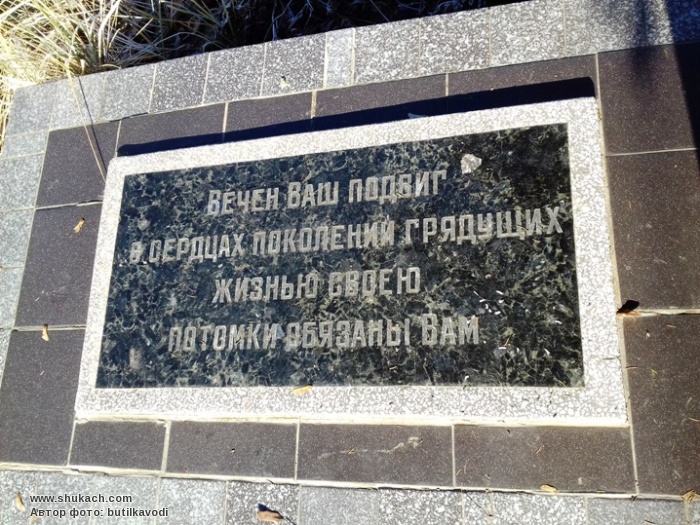 ВЕЧЕН ВАШ ПОДВИГ
В СЕРДЦАХ ПОКОЛЕНИЙ ГРЯДУЩИХ
ЖИЗНЬЮ СВОЕЮ
ПОТОМКИ ОБЯЗАНЫ ВАМ
www.shukach.com
Автор фото: butilkavodi